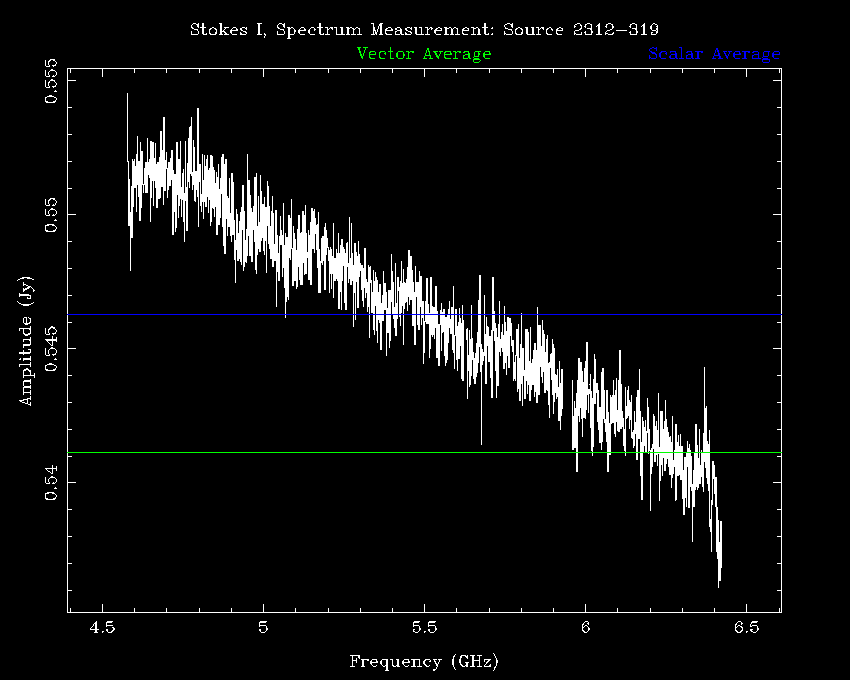 Stokes I, Spectrum Measurement: Source 2312−319
Vector Average
Scalar Average
0.555
0.55
0.545
0.54
Amplitude (Jy)
4.5 5 5.5 6 6.5
Frequency (GHz)